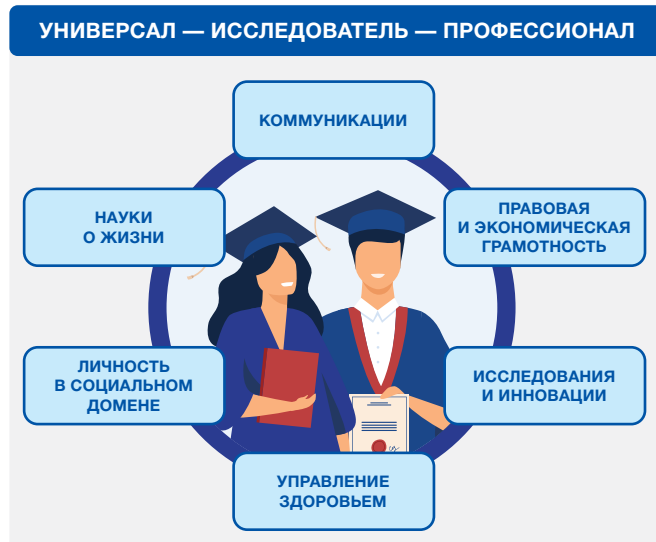 УНИВЕРСАЛ — ИССЛЕДОВАТЕЛЬ — ПРОФЕССИОНАЛ
КОММУНИКАЦИИ
НАУКИ
О ЖИЗНИ
ПРАВОВАЯ
И ЭКОНОМИЧЕСКАЯ
ГРАМОТНОСТЬ
ЛИЧНОСТЬ
В СОЦИАЛЬНОМ
ДОМЕНЕ
ИССЛЕДОВАНИЯ
И ИННОВАЦИИ
УПРАВЛЕНИЕ
ЗДОРОВЬЕМ